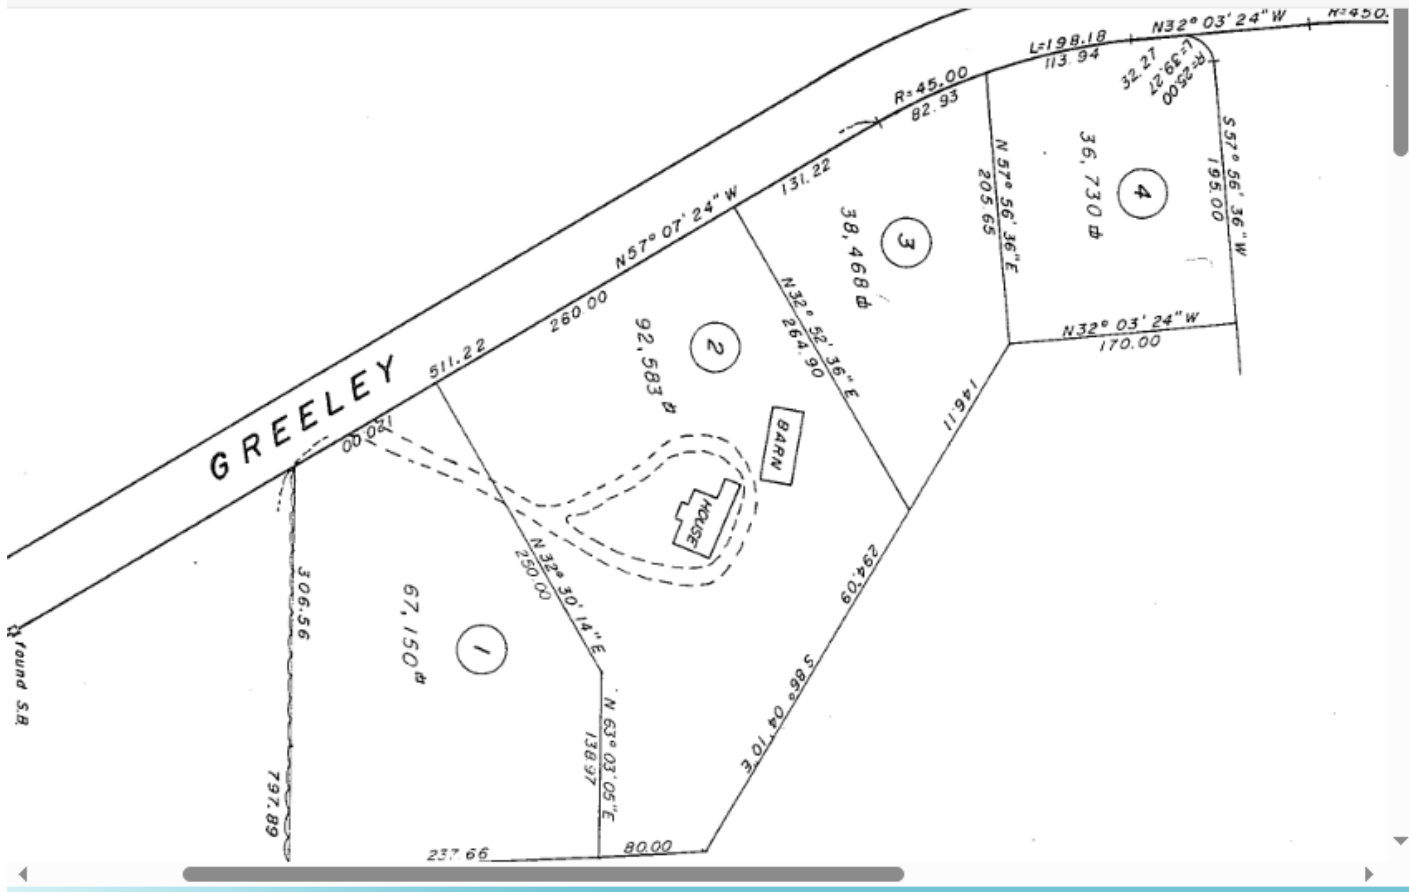 N32° 03' 24" W
R=450.
L=198.18
113.94
R=25.00
L=39.27
R=45.00
82.93
131.22
N57° 07' 24" W
260.00
511.22
GREELEY
120.00
S 57° 56' 36" W
195.00
4
36,730
N 57° 56' 36" E
205.65
3
38,468
N32° 03' 24" W
170.00
N 32° 52' 36" E
264.90
146.11
2
92,583
BARN
HOUSE
294.09
S 86° 04' 10" E
N 32° 30' 14" E
250.00
1
67,150
306.56
found S.B.
N 63° 03' 05" E
138.97
797.89
237.66
80.00